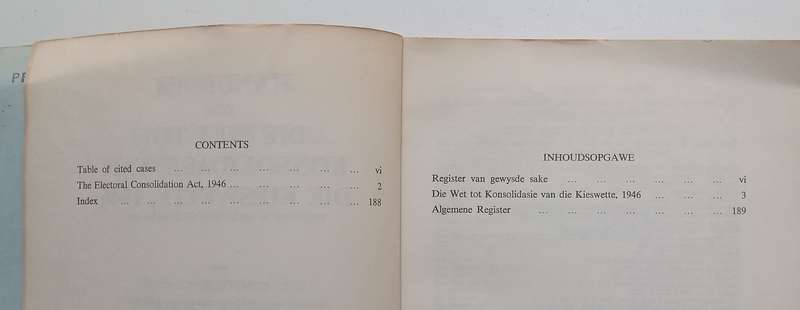 CONTENTS
Table of cited cases ... ... ... ... ... ... ... vi
The Electoral Consolidation Act, 1946 ... ... ... ... ... 2
Index ... ... ... ... ... ... ... ... ... 188
INHOUDSOPGAWE
Register van gewysde sake ... ... ... ... ... ... vi
Die Wet tot Konsolidasie van die Kieswette, 1946 ... ... ... 3
Algemene Register ... ... ... ... ... ... ... 189